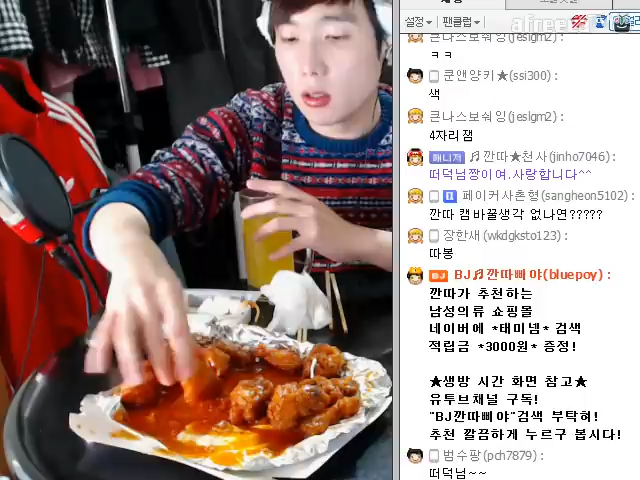 설정 팬클럽
afreeca
큰나스보숴잉(jeslgm2) :
ㅋㅋ
쿤앤양키★(ssi300) :
색
큰나스보숴잉(jeslgm2) :
4자리잼
매니저 ♬깐따★천사(jinho7046) :
떠덕님짱이여.사랑합니다^^
페이커사촌형(sangheon5102) :
깐따 캠바꿀생각 없나연?????
장한새(wkdgksto123) :
따봉
BJ BJ♬깐따삐야(bluepoy) :
깐따가 추천하는
남성의류 쇼핑몰
네이버에 *태미넴* 검색
적립금 *3000원* 증정!
★생방 시간 화면 참고★
유투브채널 구독!
"BJ깐따삐야"검색 부탁혀!
추천 깔끔하게 누르구 봅시다!
범수팡(pch7879) :
떠덕님~~